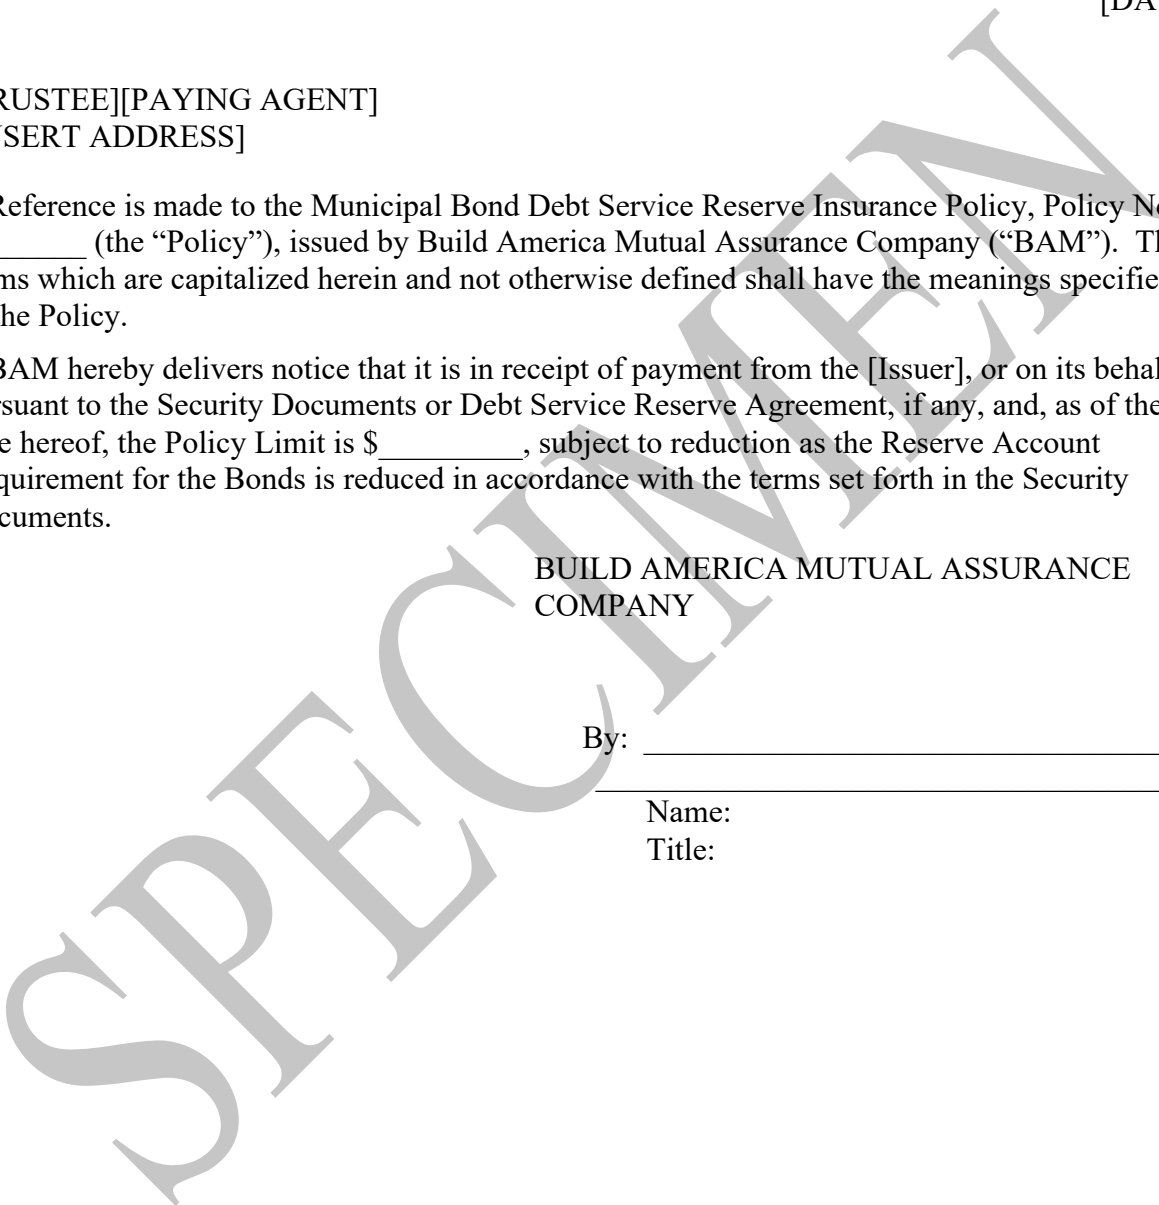 [DA
RUSTEE][PAYING AGENT]
SERT ADDRESS]
Reference is made to the Municipal Bond Debt Service Reserve Insurance Policy, Policy No
______ (the “Policy”), issued by Build America Mutual Assurance Company (“BAM”).  Th
ms which are capitalized herein and not otherwise defined shall have the meanings specifie
he Policy.
BAM hereby delivers notice that it is in receipt of payment from the [Issuer], or on its behal
rsuant to the Security Documents or Debt Service Reserve Agreement, if any, and, as of the
e hereof, the Policy Limit is $_________, subject to reduction as the Reserve Account
quirement for the Bonds is reduced in accordance with the terms set forth in the Security
cuments.
BUILD AMERICA MUTUAL ASSURANCE
COMPANY
By:
Name:
Title:
SPECIMEN